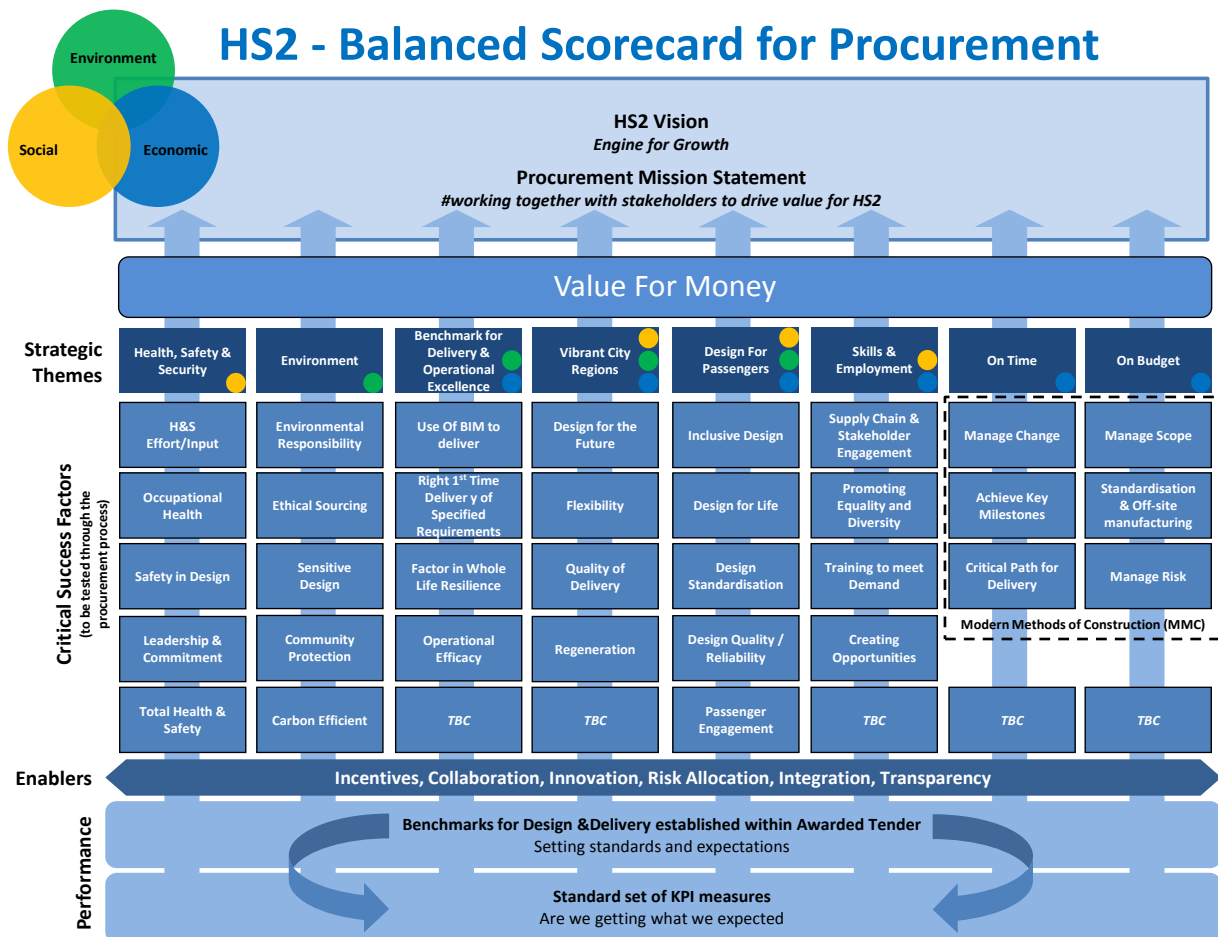 HS2 - Balanced Scorecard for Procurement
Environment
Social
Economic
HS2 Vision
Engine for Growth
Procurement Mission Statement
#working together with stakeholders to drive value for HS2
Value For Money
Strategic
Themes
Health, Safety &
Security
Environment
Benchmark for
Delivery &
Operational
Excellence
Vibrant City
Regions
Design For
Passengers
Skills &
Employment
On Time
On Budget
Critical Success Factors
(to be tested through the
procurement process)
H&S
Effort/Input
Environmental
Responsibility
Use Of BIM to
deliver
Design for the
Future
Inclusive Design
Supply Chain &
Stakeholder
Engagement
Manage Change
Manage Scope
Occupational
Health
Ethical Sourcing
Right 1st Time
Deliver y of
Specified
Requirements
Flexibility
Design for Life
Promoting
Equality and
Diversity
Achieve Key
Milestones
Standardisation
& Off-site
manufacturing
Safety in Design
Sensitive
Design
Factor in Whole
Life Resilience
Quality of
Delivery
Design
Standardisation
Training to meet
Demand
Critical Path for
Delivery
Manage Risk
Modern Methods of Construction (MMC)
Leadership &
Commitment
Community
Protection
Operational
Efficacy
Regeneration
Design Quality /
Reliability
Creating
Opportunities
Total Health &
Safety
Carbon Efficient
TBC
TBC
Passenger
Engagement
TBC
TBC
TBC
Enablers
Incentives, Collaboration, Innovation, Risk Allocation, Integration, Transparency
Performance
Benchmarks for Design &Delivery established within Awarded Tender
Setting standards and expectations
Standard set of KPI measures
Are we getting what we expected